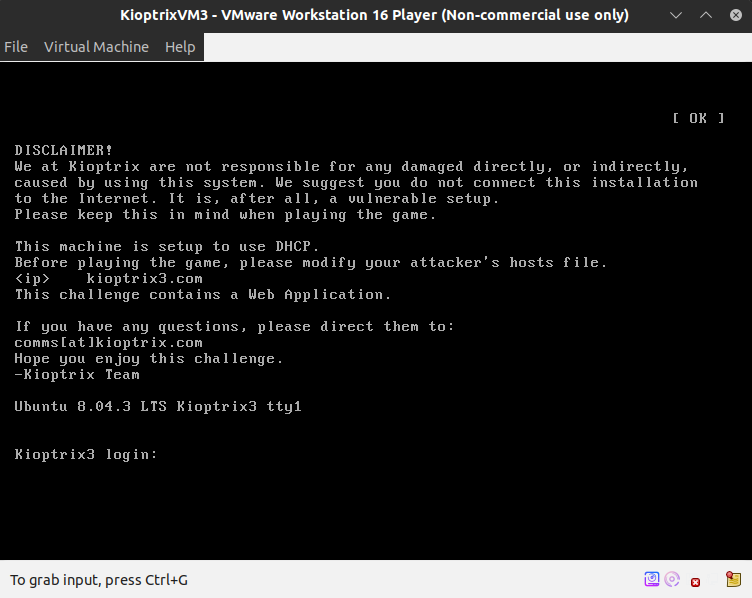 KioptrixVM3 - VMware Workstation 16 Player (Non-commercial use only)
File Virtual Machine Help
[ OK ]
DISCLAIMER!
We at Kioptrix are not responsible for any damaged directly, or indirectly,
caused by using this system. We suggest you do not connect this installation
to the Internet. It is, after all, a vulnerable setup.
Please keep this in mind when playing the game.
This machine is setup to use DHCP.
Before playing the game, please modify your attacker's hosts file.
<ip> kioptrix3.com
This challenge contains a Web Application.
If you have any questions, please direct them to:
comms[at]kioptrix.com
Hope you enjoy this challenge.
-Kioptrix Team
Ubuntu 8.04.3 LTS Kioptrix3 tty1
Kioptrix3 login:
To grab input, press Ctrl+G